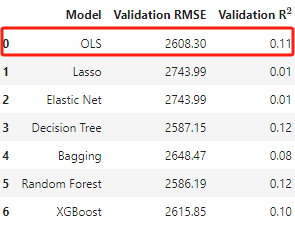 Model Validation RMSE Validation R²
0 OLS 2608.30 0.11
1 Lasso 2743.99 0.01
2 Elastic Net 2743.99 0.01
3 Decision Tree 2587.15 0.12
4 Bagging 2648.47 0.08
5 Random Forest 2586.19 0.12
6 XGBoost 2615.85 0.10